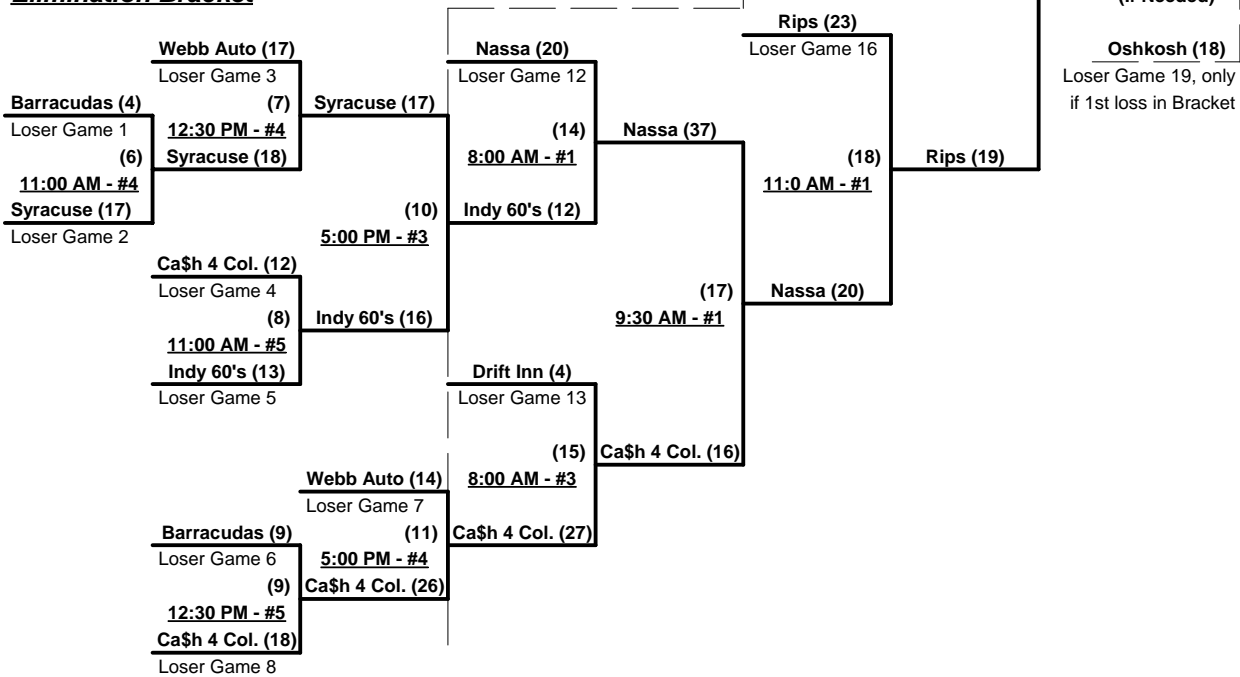 Elimination Bracket
(If Needed)
Rips (23)
Loser Game 16
Webb Auto (17)
Loser Game 3
Nassa (20)
Loser Game 12
Oshkosh (18)
Loser Game 19, only
if 1st loss in Bracket
Barracudas (4)
Loser Game 1
(7)
12:30 PM - #4
Syracuse (17)
(14)
8:00 AM - #1
Nassa (37)
(6)
11:00 AM - #4
Syracuse (18)
(18)
11:0 AM - #1
Rips (19)
Syracuse (17)
Loser Game 2
(10)
5:00 PM - #3
Indy 60's (12)
Ca$h 4 Col. (12)
Loser Game 4
(17)
9:30 AM - #1
Nassa (20)
(8)
11:00 AM - #5
Indy 60's (16)
Indy 60's (13)
Loser Game 5
Drift Inn (4)
Loser Game 13
(15)
8:00 AM - #3
Ca$h 4 Col. (16)
Webb Auto (14)
Loser Game 7
Barracudas (9)
Loser Game 6
(11)
5:00 PM - #4
Ca$h 4 Col. (27)
(9)
12:30 PM - #5
Ca$h 4 Col. (26)
Ca$h 4 Col. (18)
Loser Game 8